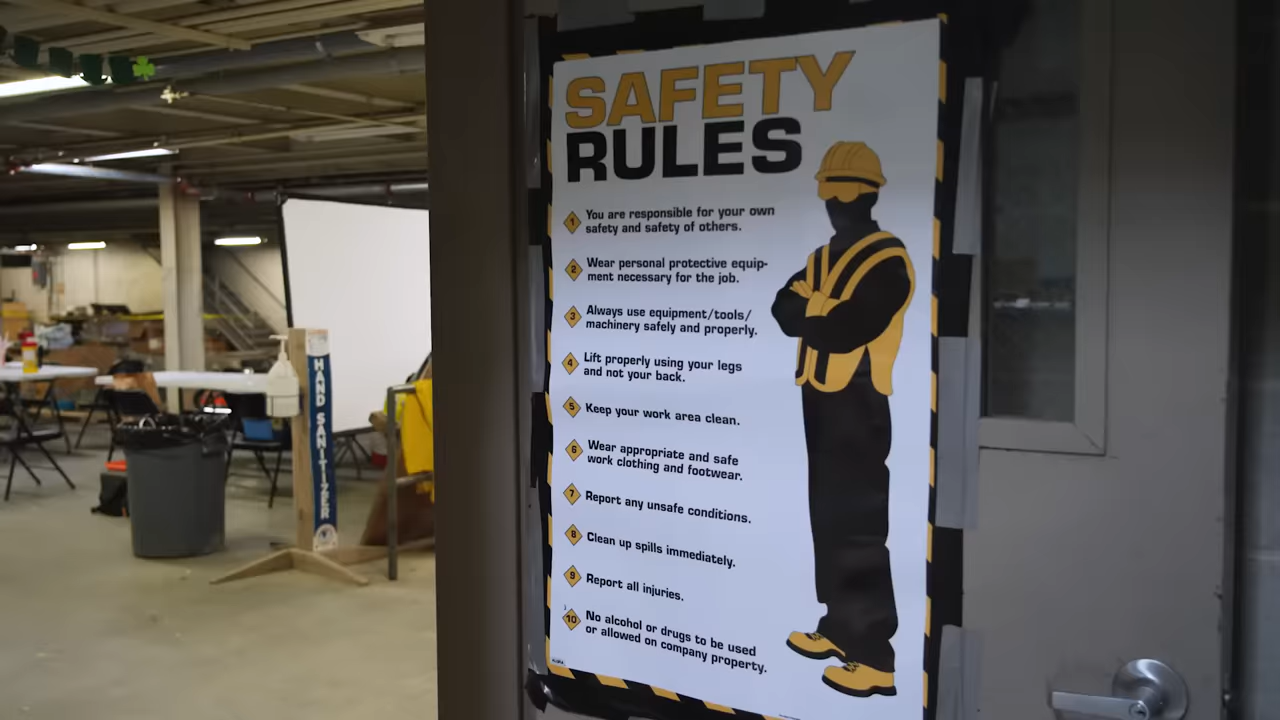 SAFETY
RULES
1 You are responsible for your own
safety and safety of others.
2 Wear personal protective equip-
ment necessary for the job.
3 Always use equipment/tools/
machinery safely and properly.
4 Lift properly using your legs
and not your back.
5 Keep your work area clean.
6 Wear appropriate and safe
work clothing and footwear.
7 Report any unsafe conditions.
8 Clean up spills immediately.
9 Report all injuries.
10 No alcohol or drugs to be used
or allowed on company property.
HAND SANITIZER